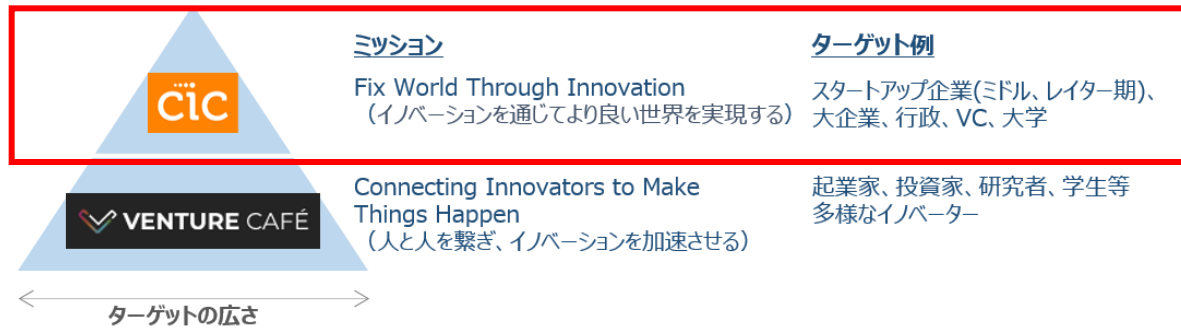 ミッション
ターゲット例
cic
Fix World Through Innovation
（イノベーションを通じてより良い世界を実現する）
スタートアップ企業(ミドル、レイター期)、
大企業、行政、VC、大学
VENTURE CAFÉ
Connecting Innovators to Make
Things Happen
（人と人を繋ぎ、イノベーションを加速させる）
起業家、投資家、研究者、学生等
多様なイノベーター
ターゲットの広さ